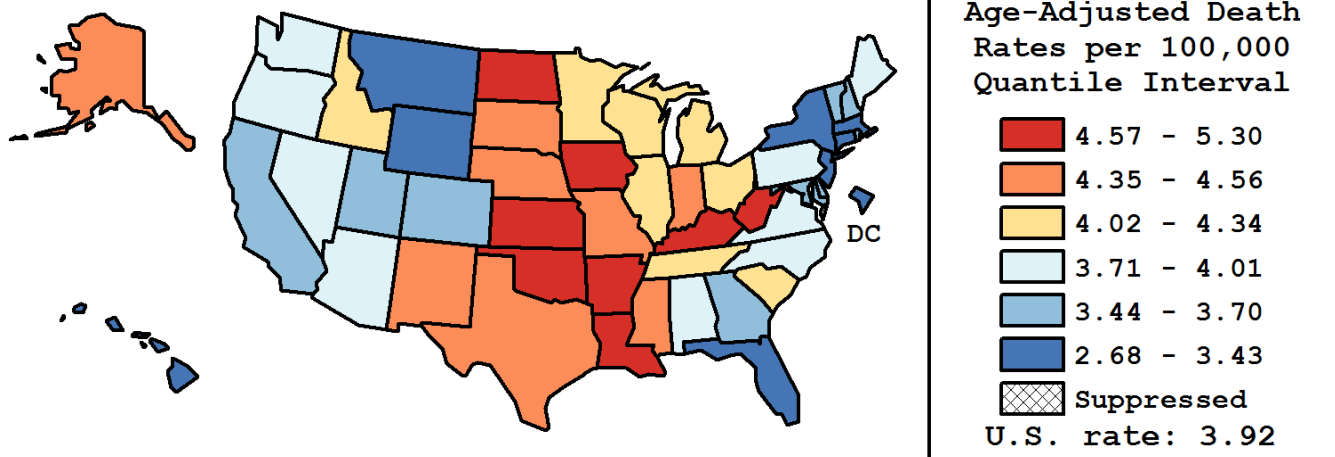 Age-Adjusted Death
Rates per 100,000
Quantile Interval
4.57 - 5.30
4.35 - 4.56
4.02 - 4.34
3.71 - 4.01
3.44 - 3.70
2.68 - 3.43
Suppressed
U.S. rate: 3.92
DC